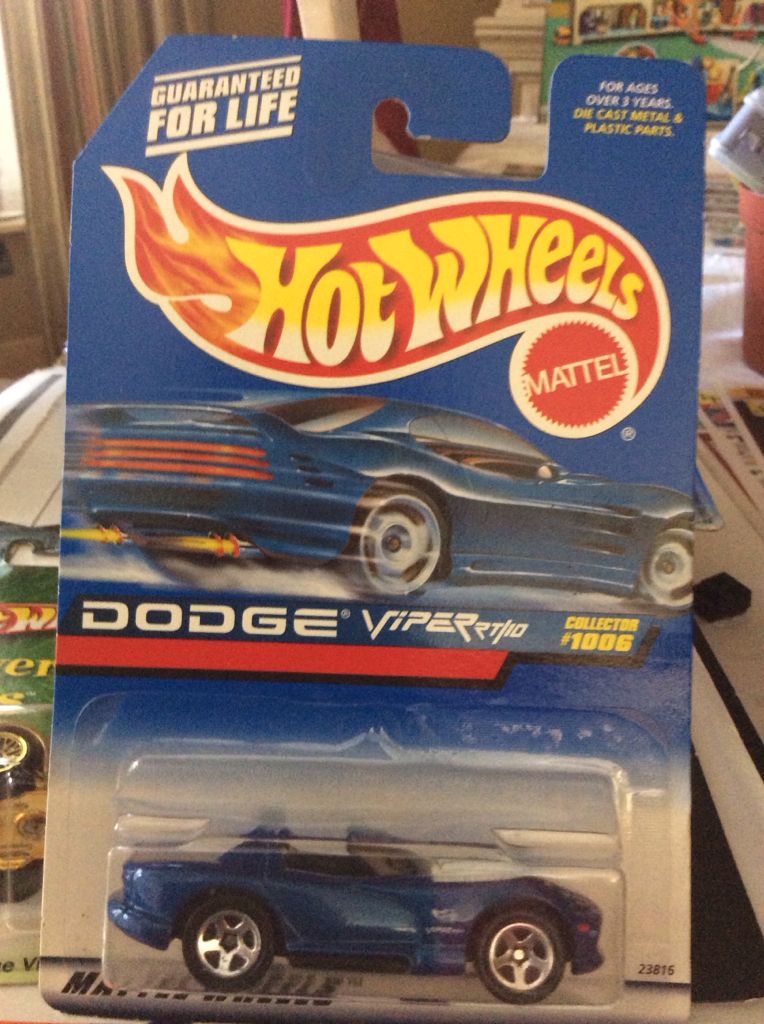 GUARANTEED
FOR LIFE
FOR AGES
OVER 3 YEARS.
DIE CAST METAL &
PLASTIC PARTS.
HOT WHEELS
MATTEL
®
DODGE® VIPER RT/10
COLLECTOR
#1006
23816